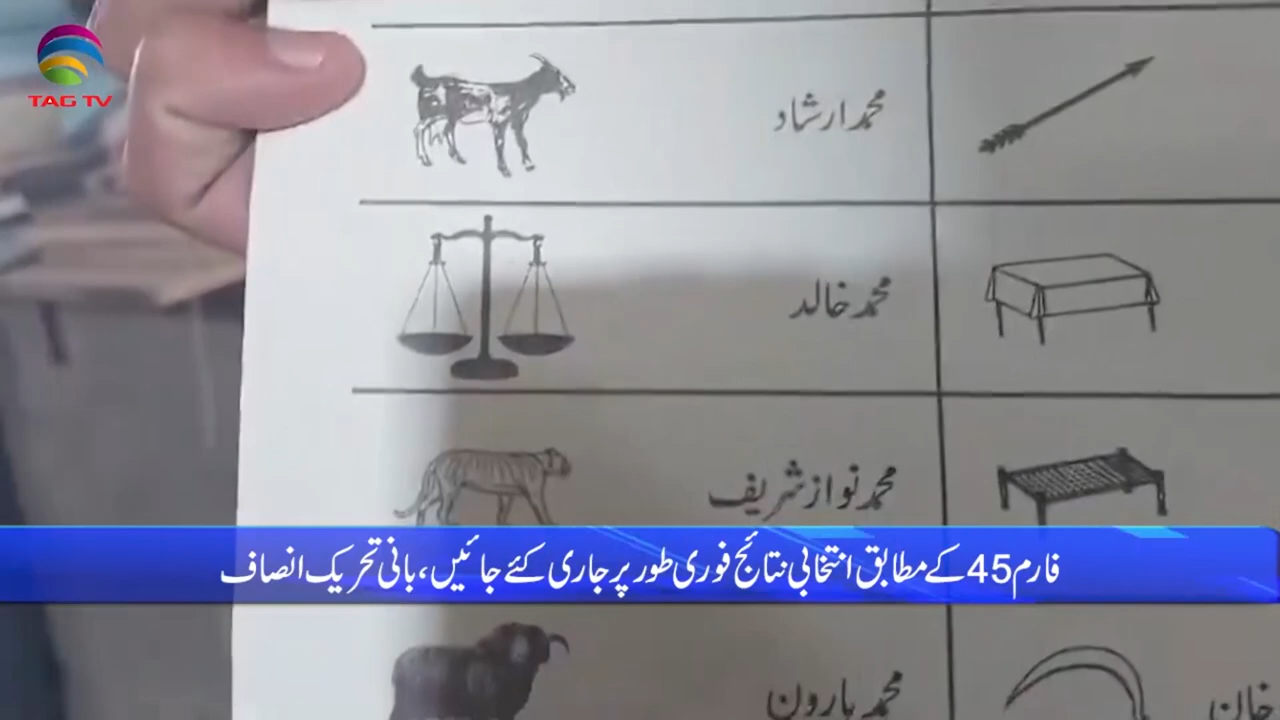 TAG TV
محمد ارشاد
محمد خالد
محمد نواز شریف
فارم 45 کے مطابق انتخابی نتائج فوری طور پر جاری کئے جائیں، بانی تحریک انصاف
خان
محمد ہارون